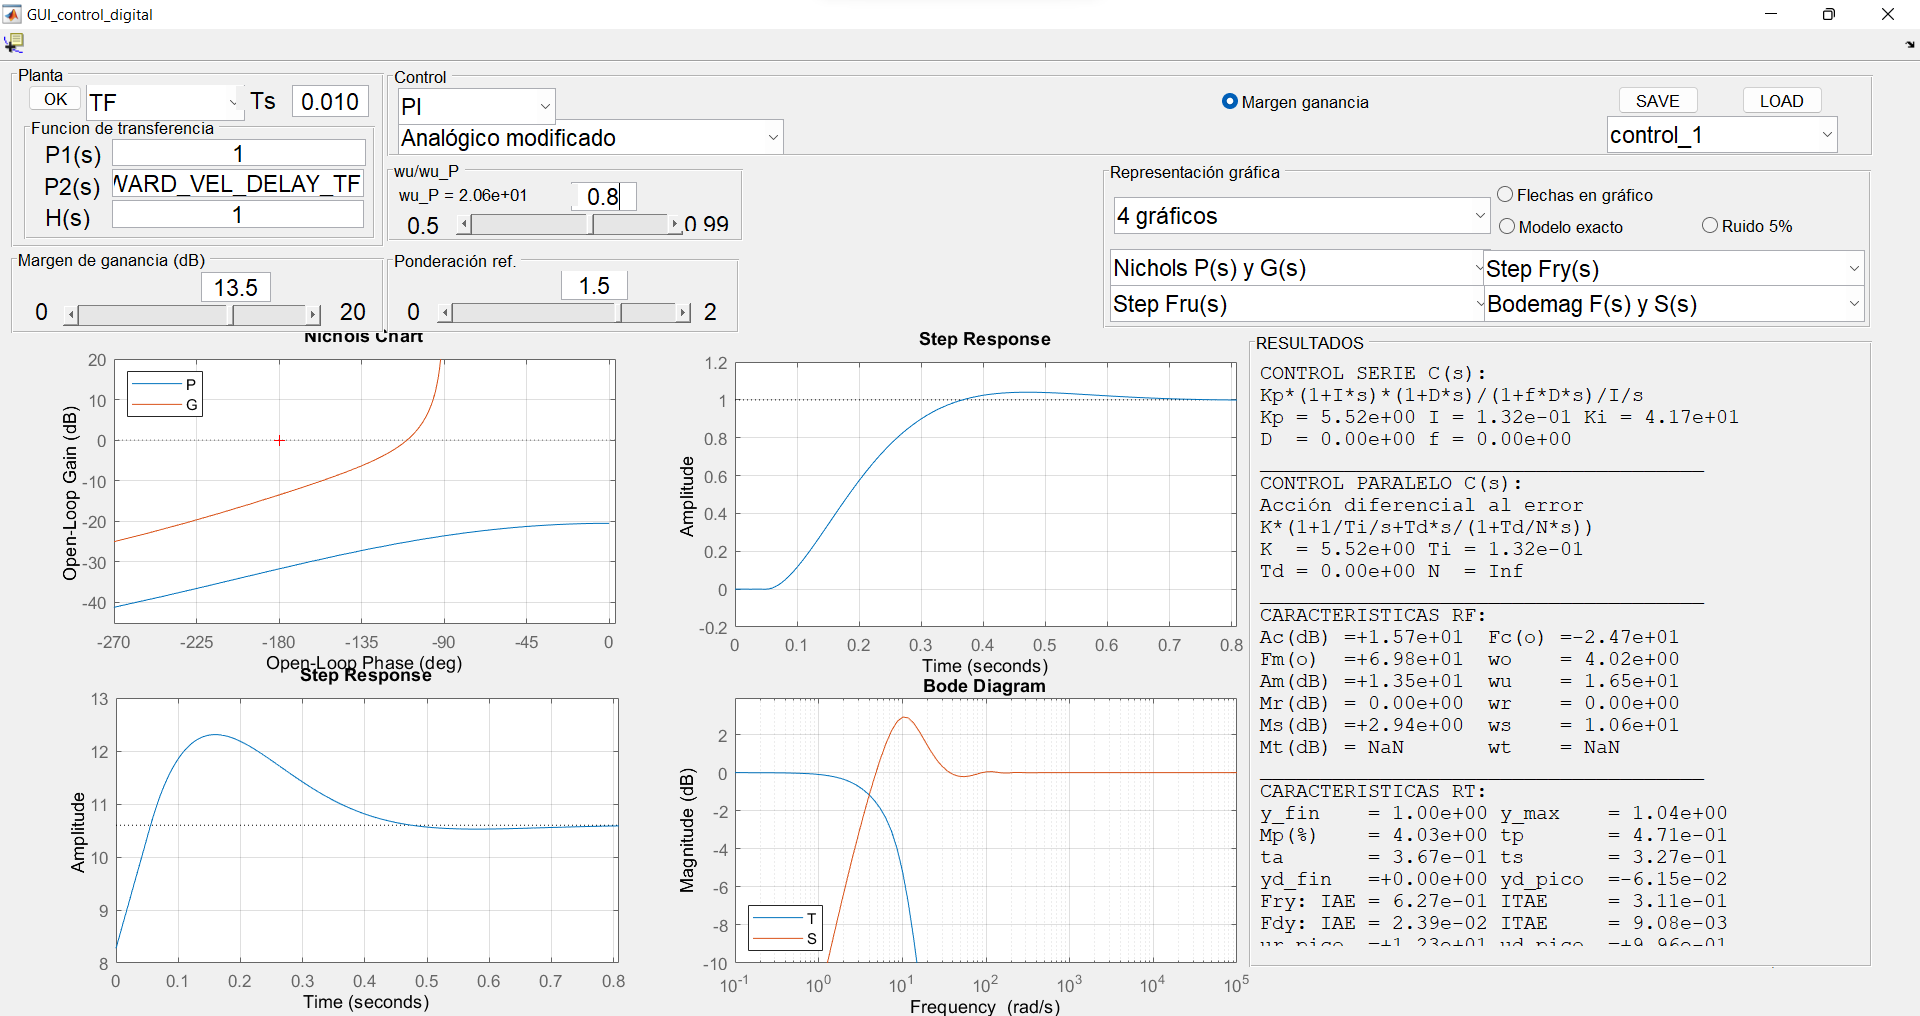 GUI_control_digital
Planta
OK
TF
Ts
0.010
Funcion de transferencia
P1(s)
1
P2(s)
WARD_VEL_DELAY_TF
H(s)
1
Margen de ganancia (dB)
13.5
0
20
Control
PI
Analógico modificado
Margen ganancia
SAVE
LOAD
control_1
wu/wu_P
wu_P = 2.06e+01
0.8
0.5
0.99
Ponderación ref.
1.5
0
2
Representación gráfica
4 gráficos
Flechas en gráfico
Modelo exacto
Ruido 5%
Nichols P(s) y G(s)
Step Fry(s)
Step Fru(s)
Bodemag F(s) y S(s)
Nichols Chart
Open-Loop Gain (dB)
20
10
0
-10
-20
-30
-40
P
G
-270 -225 -180 -135 -90 -45 0
Open-Loop Phase (deg)
Step Response
Amplitude
1.2
1
0.8
0.6
0.4
0.2
0
-0.2
0 0.1 0.2 0.3 0.4 0.5 0.6 0.7 0.8
Time (seconds)
Step Response
Amplitude
13
12
11
10
9
8
0 0.1 0.2 0.3 0.4 0.5 0.6 0.7 0.8
Time (seconds)
Bode Diagram
Magnitude (dB)
2
0
-2
-4
-6
-8
-10
T
S
10-1 100 101 102 103 104 105
Frequency (rad/s)
RESULTADOS
CONTROL SERIE C(s):
Kp*(1+I*s)*(1+D*s)/(1+f*D*s)/I/s
Kp = 5.52e+00 I = 1.32e-01 Ki = 4.17e+01
D = 0.00e+00 f = 0.00e+00
CONTROL PARALELO C(s):
Acción diferencial al error
K*(1+1/Ti/s+Td*s/(1+Td/N*s))
K = 5.52e+00 Ti = 1.32e-01
Td = 0.00e+00 N = Inf
CARACTERISTICAS RF:
Ac(dB) =+1.57e+01 Fc(o) =-2.47e+01
Fm(o) =+6.98e+01 wo = 4.02e+00
Am(dB) =+1.35e+01 wu = 1.65e+01
Mr(dB) = 0.00e+00 wr = 0.00e+00
Ms(dB) =+2.94e+00 ws = 1.06e+01
Mt(dB) = NaN wt = NaN
CARACTERISTICAS RT:
y_fin = 1.00e+00 y_max = 1.04e+00
Mp(%) = 4.03e+00 tp = 4.71e-01
ta = 3.67e-01 ts = 3.27e-01
yd_fin =+0.00e+00 yd_pico =-6.15e-02
Fry: IAE = 6.27e-01 ITAE = 3.11e-01
Fdy: IAE = 2.39e-02 ITAE = 9.08e-03
ur_pico =+1.23e+01 ud_pico =+9.96e-01